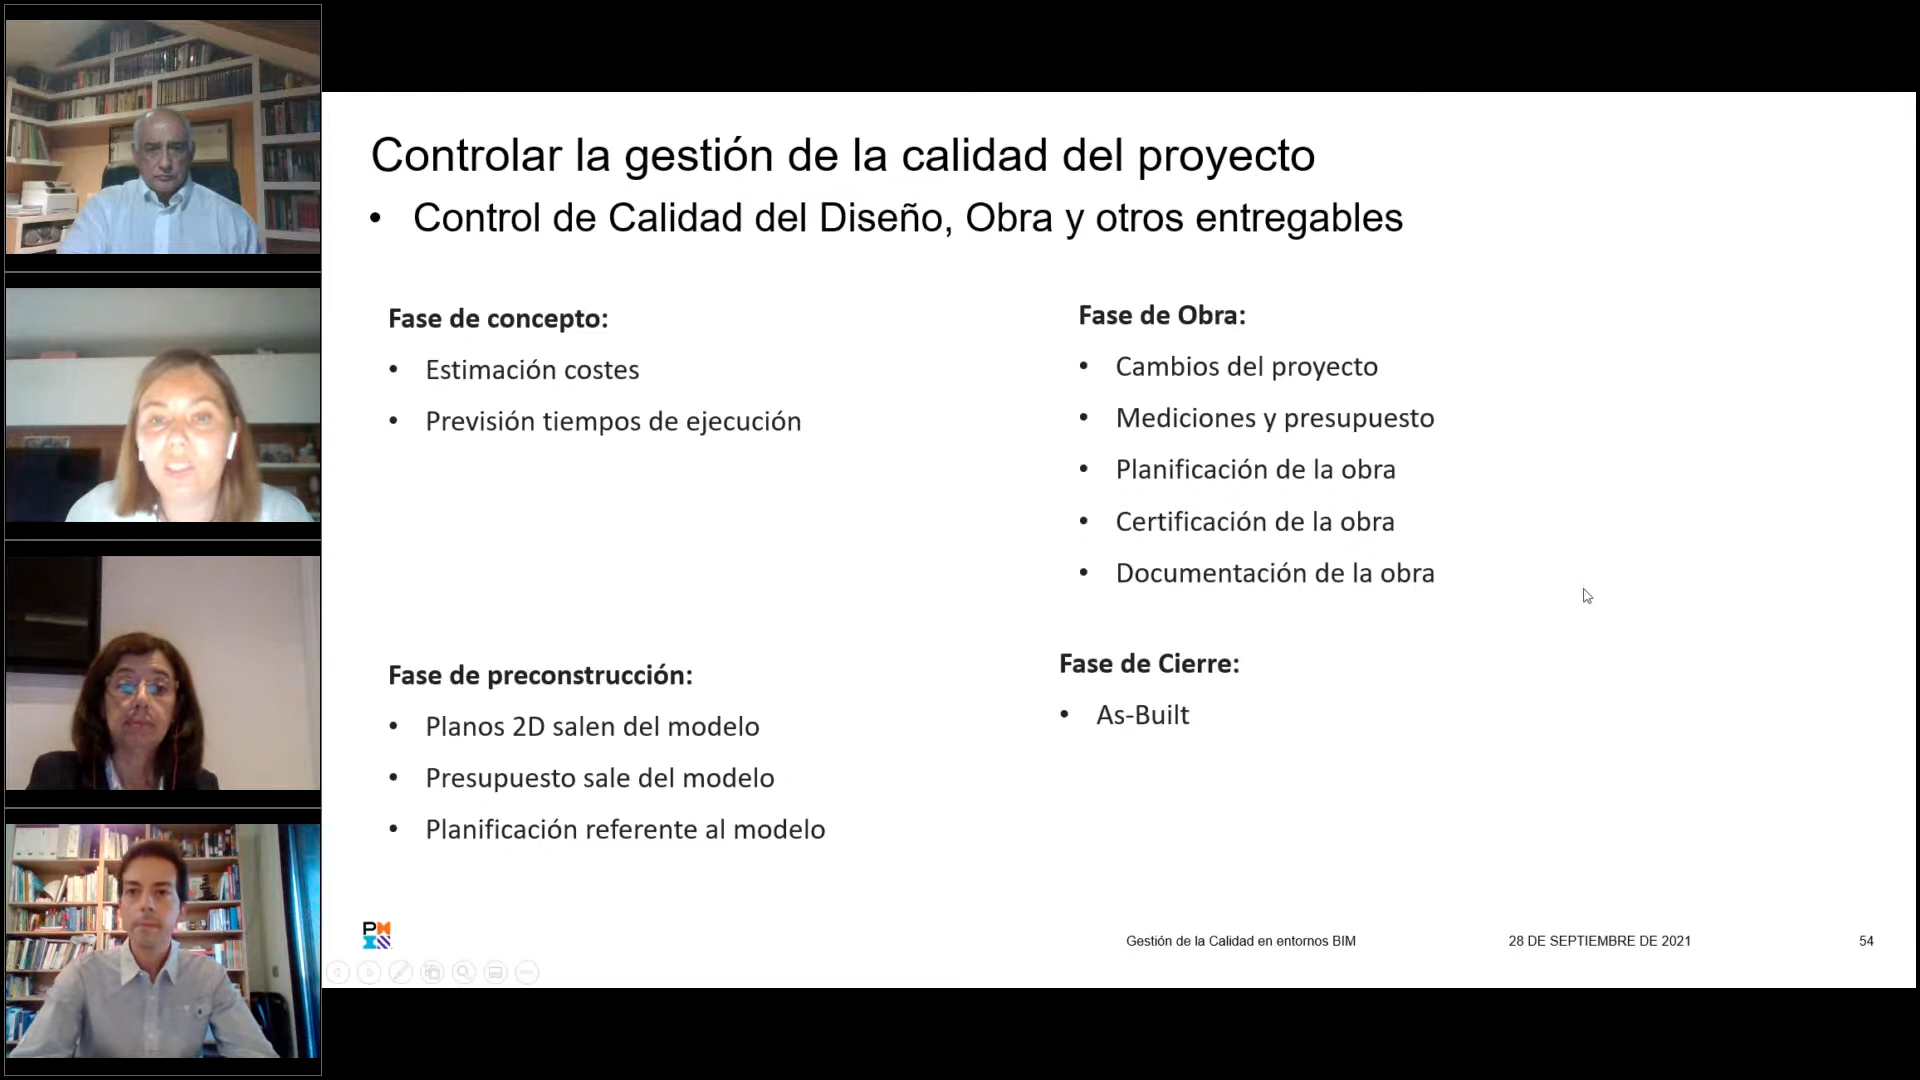 Controlar la gestión de la calidad del proyecto
• Control de Calidad del Diseño, Obra y otros entregables
Fase de concepto:
• Estimación costes
• Previsión tiempos de ejecución
Fase de preconstrucción:
• Planos 2D salen del modelo
• Presupuesto sale del modelo
• Planificación referente al modelo
Fase de Obra:
• Cambios del proyecto
• Mediciones y presupuesto
• Planificación de la obra
• Certificación de la obra
• Documentación de la obra
Fase de Cierre:
• As-Built
Gestión de la Calidad en entornos BIM
28 DE SEPTIEMBRE DE 2021
54